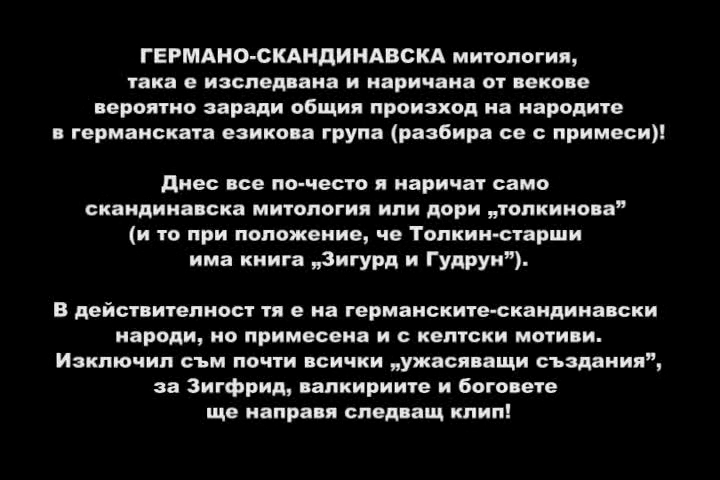 ГЕРМАНО-СКАНДИНАВСКА митология,
така е изследвана и наричана от векове
вероятно заради общия произход на народите
в германската езикова група (разбира се с примеси)!
Днес все по-често я наричат само
скандинавска митология или дори „толкинова”
(и то при положение, че Толкин-старши
има книга „Зигурд и Гудрун”).
В действителност тя е на германските-скандинавски
народи, но примесена и с келтски мотиви.
Изключил съм почти всички „ужасяващи създания”,
за Зигфрид, валкириите и боговете
ще направя следващ клип!